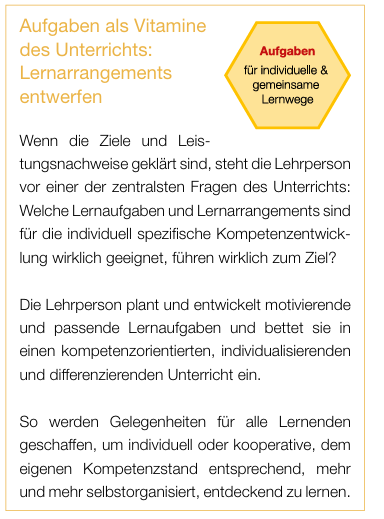 Aufgaben als Vitamine
des Unterrichts:
Lernarrangements
entwerfen
Aufgaben
für individuelle &
gemeinsame
Lernwege
Wenn die Ziele und Leis-
tungsnachweise geklärt sind, steht die Lehrperson
vor einer der zentralsten Fragen des Unterrichts:
Welche Lernaufgaben und Lernarrangements sind
für die individuell spezifische Kompetenzentwick-
lung wirklich geeignet, führen wirklich zum Ziel?
Die Lehrperson plant und entwickelt motivierende
und passende Lernaufgaben und bettet sie in
einen kompetenzorientierten, individualisierenden
und differenzierenden Unterricht ein.
So werden Gelegenheiten für alle Lernenden
geschaffen, um individuell oder kooperative, dem
eigenen Kompetenzstand entsprechend, mehr
und mehr selbstorganisiert, entdeckend zu lernen.